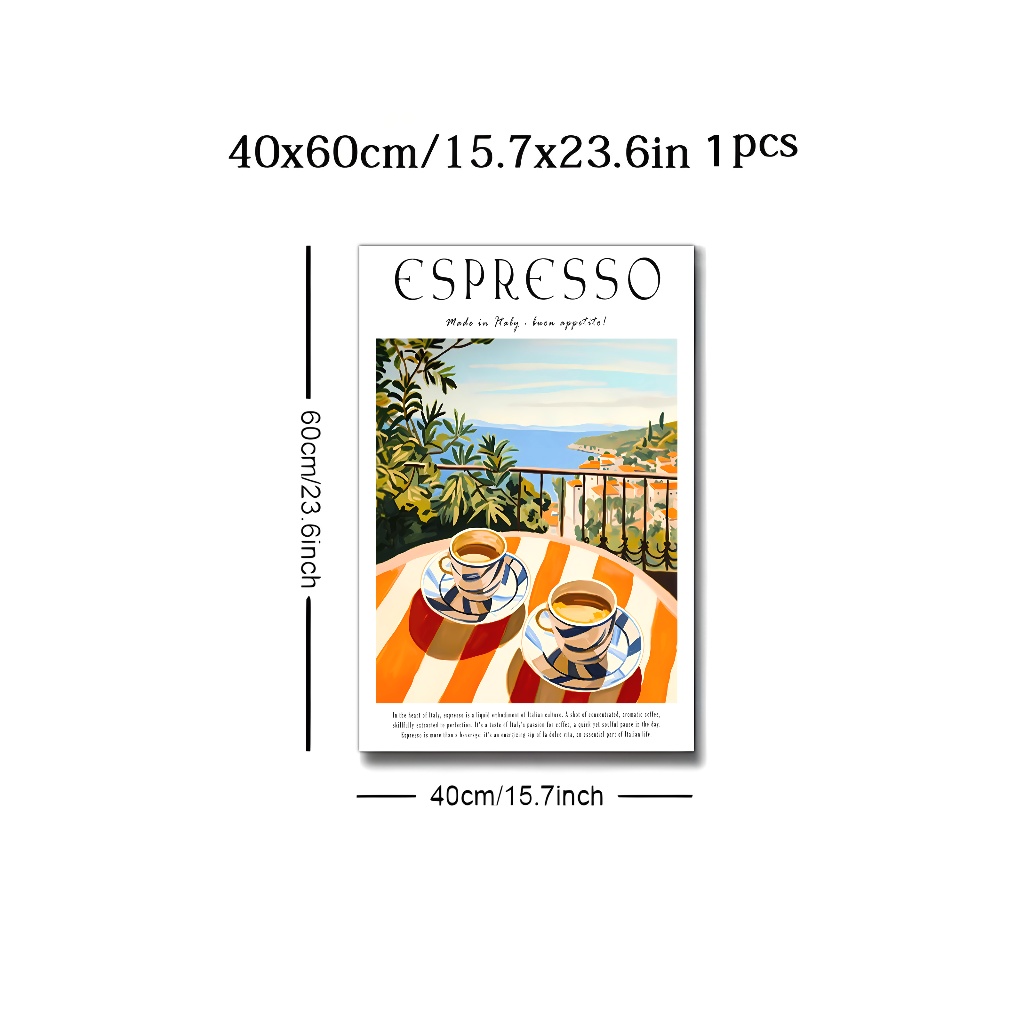 40x60cm/15.7x23.6in 1pcs
ESPRESSO
Made in Italy . buon appetito!
60cm/23.6inch
In the heart of Italy, espresso is a liquid embodiment of Italian culture. A shot of concentrated, aromatic coffee,
skillfully extracted to perfection. It's a taste of Italy's passion for coffee, a quick yet soulful pause in the day.
Espresso is more than a beverage, it's an energizing sip of la dolce vita, an essential part of Italian life
40cm/15.7inch